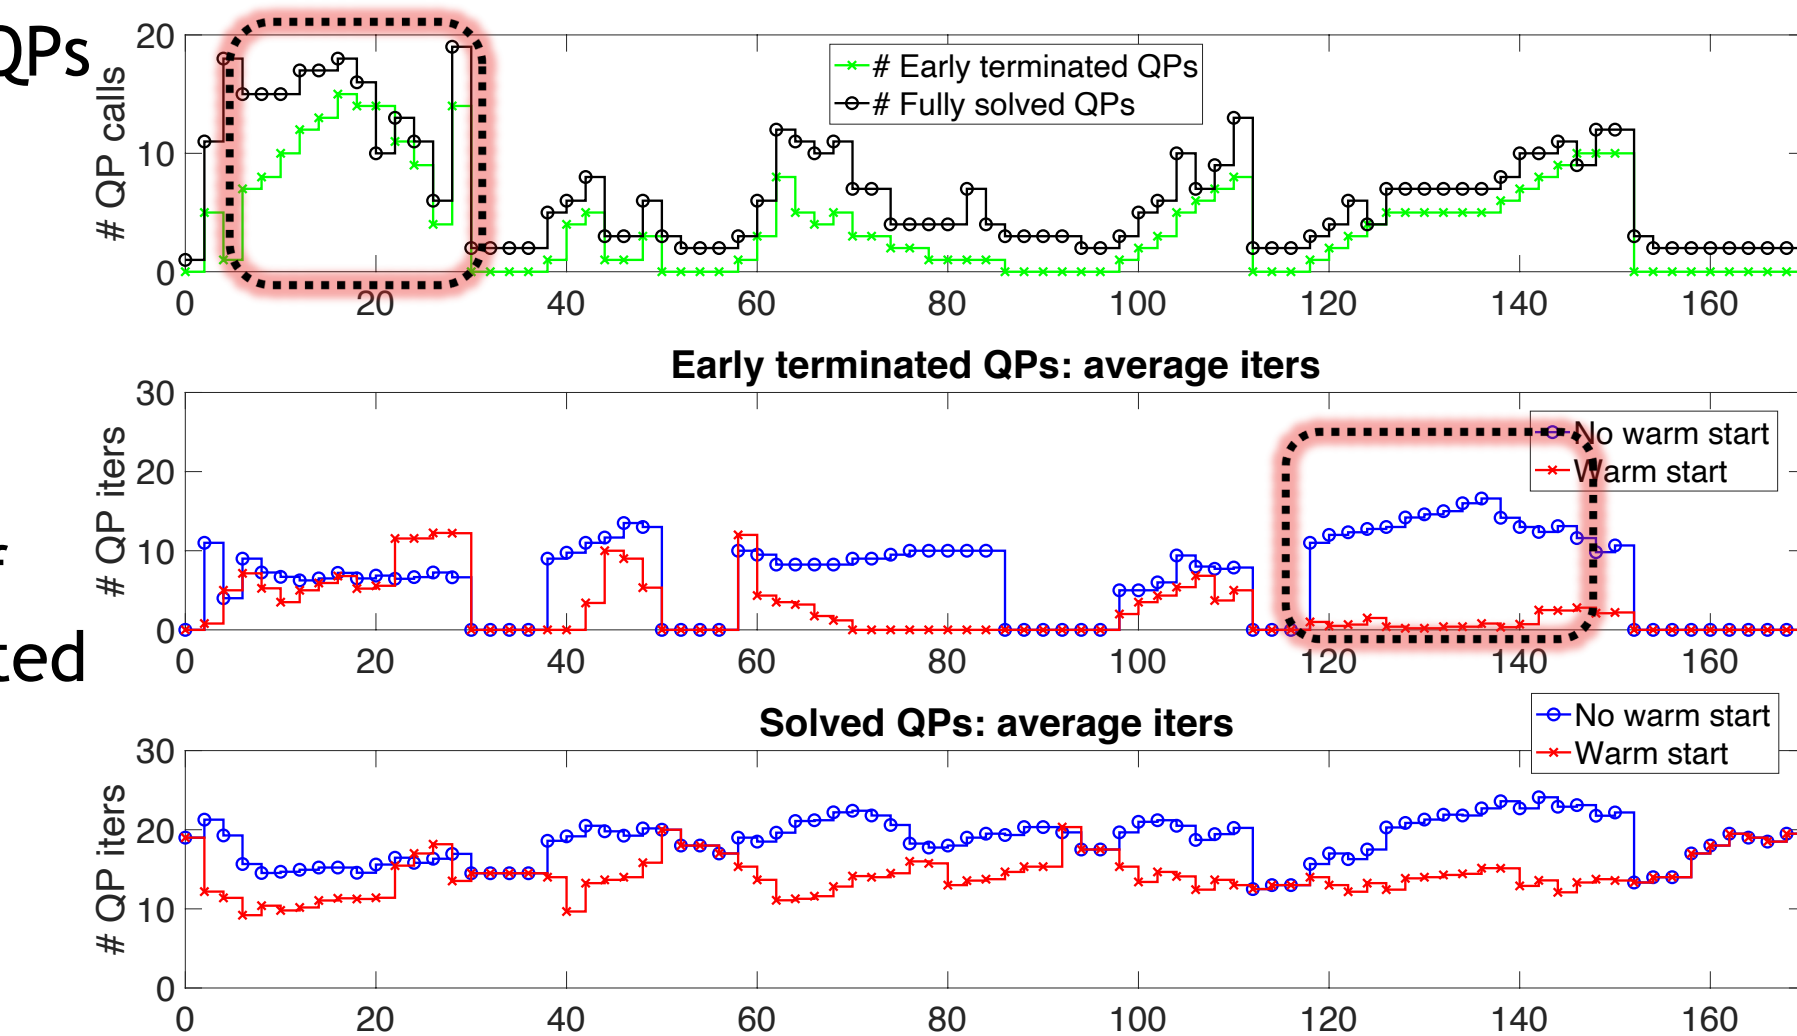 QPs
# QP calls
20
10
0
# Early terminated QPs
# Fully solved QPs
0 20 40 60 80 100 120 140 160
Early terminated QPs: average iters
# QP iters
30
20
10
0
No warm start
Warm start
0 20 40 60 80 100 120 140 160
ted
Solved QPs: average iters
# QP iters
30
20
10
0
No warm start
Warm start
0 20 40 60 80 100 120 140 160